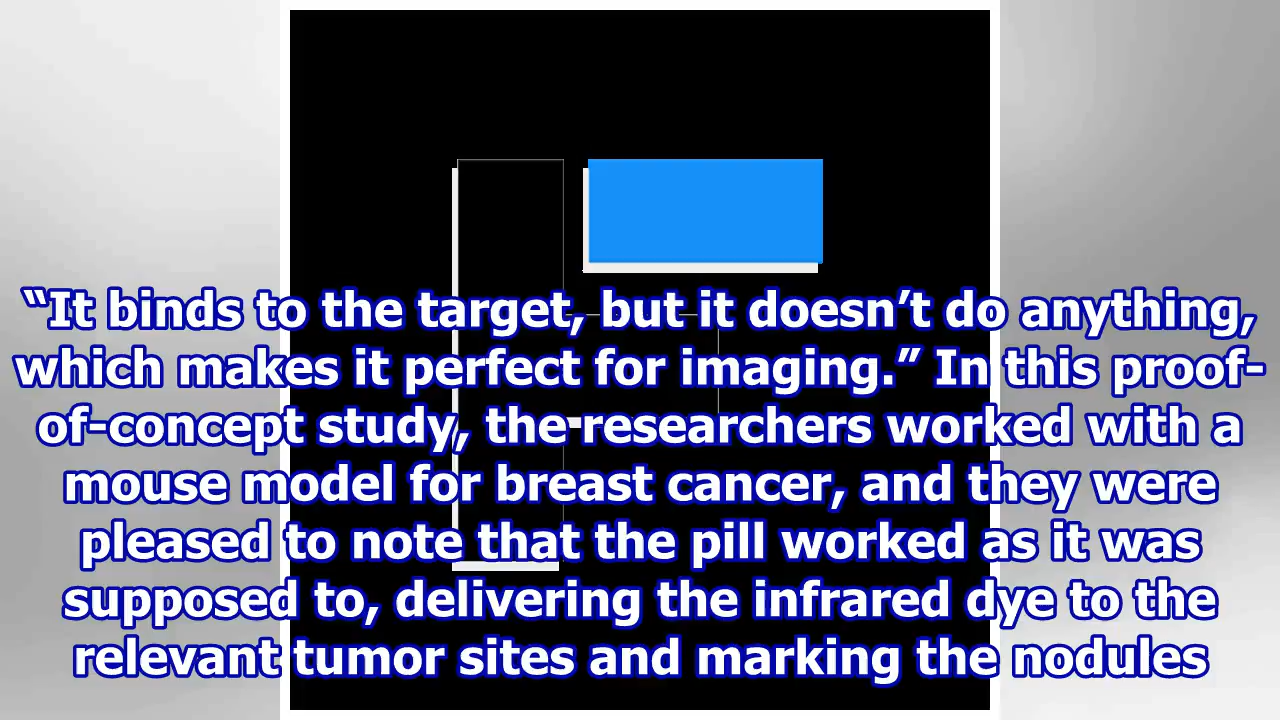 “It binds to the target, but it doesn’t do anything,
which makes it perfect for imaging.” In this proof-
of-concept study, the researchers worked with a
mouse model for breast cancer, and they were
pleased to note that the pill worked as it was
supposed to, delivering the infrared dye to the
relevant tumor sites and marking the nodules